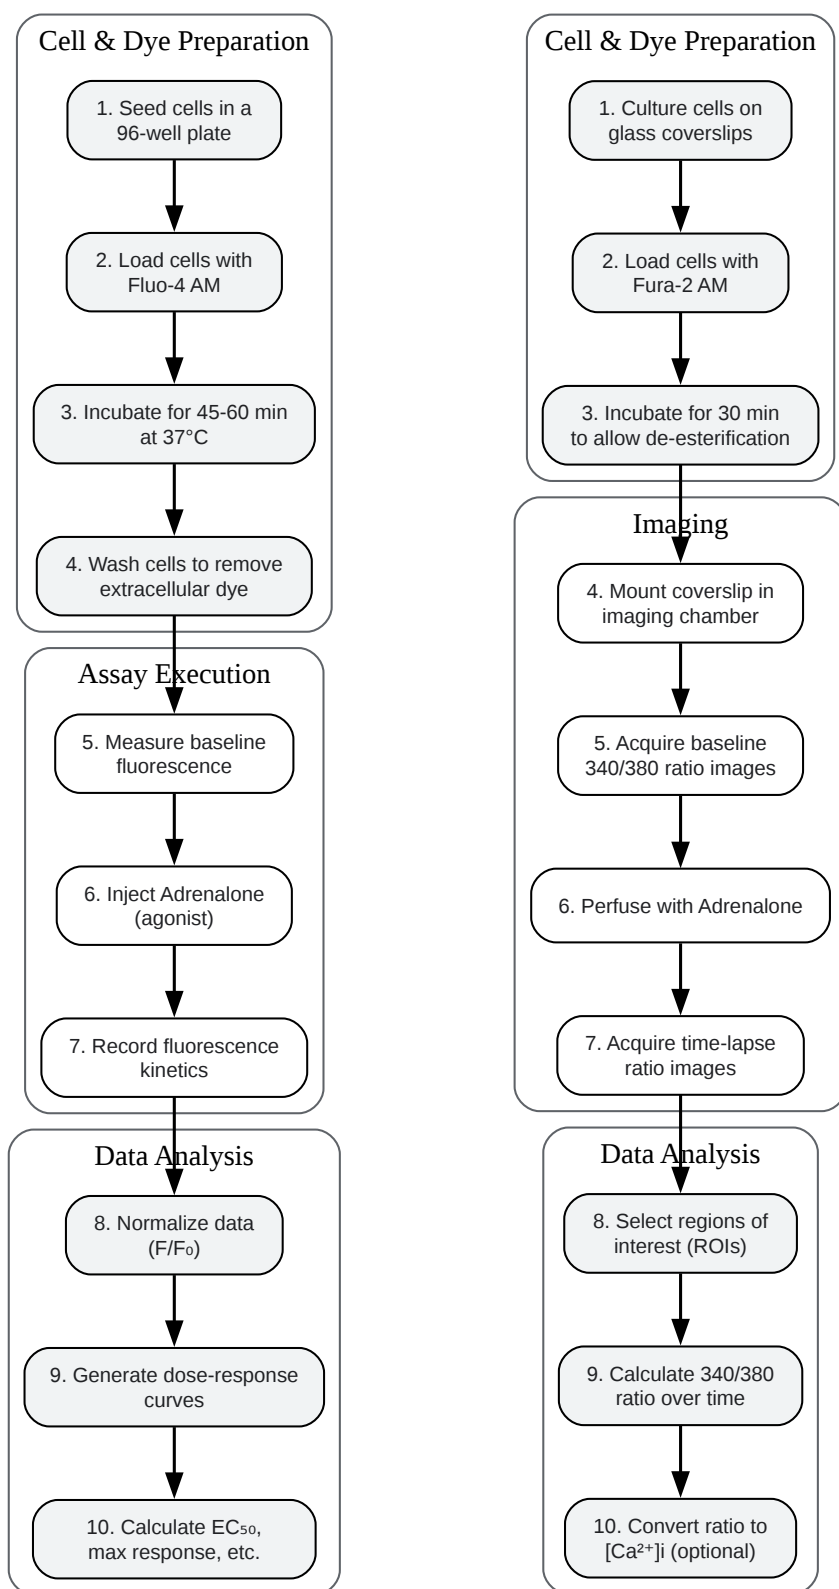 Cell & Dye Preparation
1. Seed cells in a
96-well plate
2. Load cells with
Fluo-4 AM
3. Incubate for 45-60 min
at 37°C
4. Wash cells to remove
extracellular dye
Assay Execution
5. Measure baseline
fluorescence
6. Inject Adrenalone
(agonist)
7. Record fluorescence
kinetics
Data Analysis
8. Normalize data
(F/F₀)
9. Generate dose-response
curves
10. Calculate EC₅₀,
max response, etc.
Cell & Dye Preparation
1. Culture cells on
glass coverslips
2. Load cells with
Fura-2 AM
3. Incubate for 30 min
to allow de-esterification
Imaging
4. Mount coverslip in
imaging chamber
5. Acquire baseline
340/380 ratio images
6. Perfuse with Adrenalone
7. Acquire time-lapse
ratio images
Data Analysis
8. Select regions of
interest (ROIs)
9. Calculate 340/380
ratio over time
10. Convert ratio to
[Ca²⁺]i (optional)